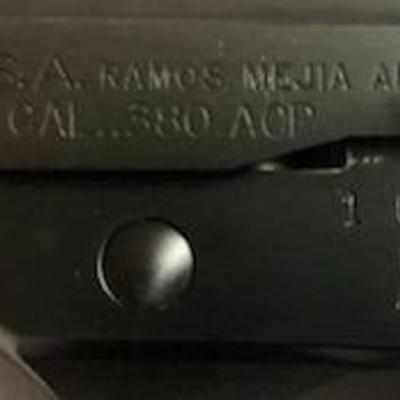 S.A. RAMOS MEJIA A
CAL..380 ACP
1